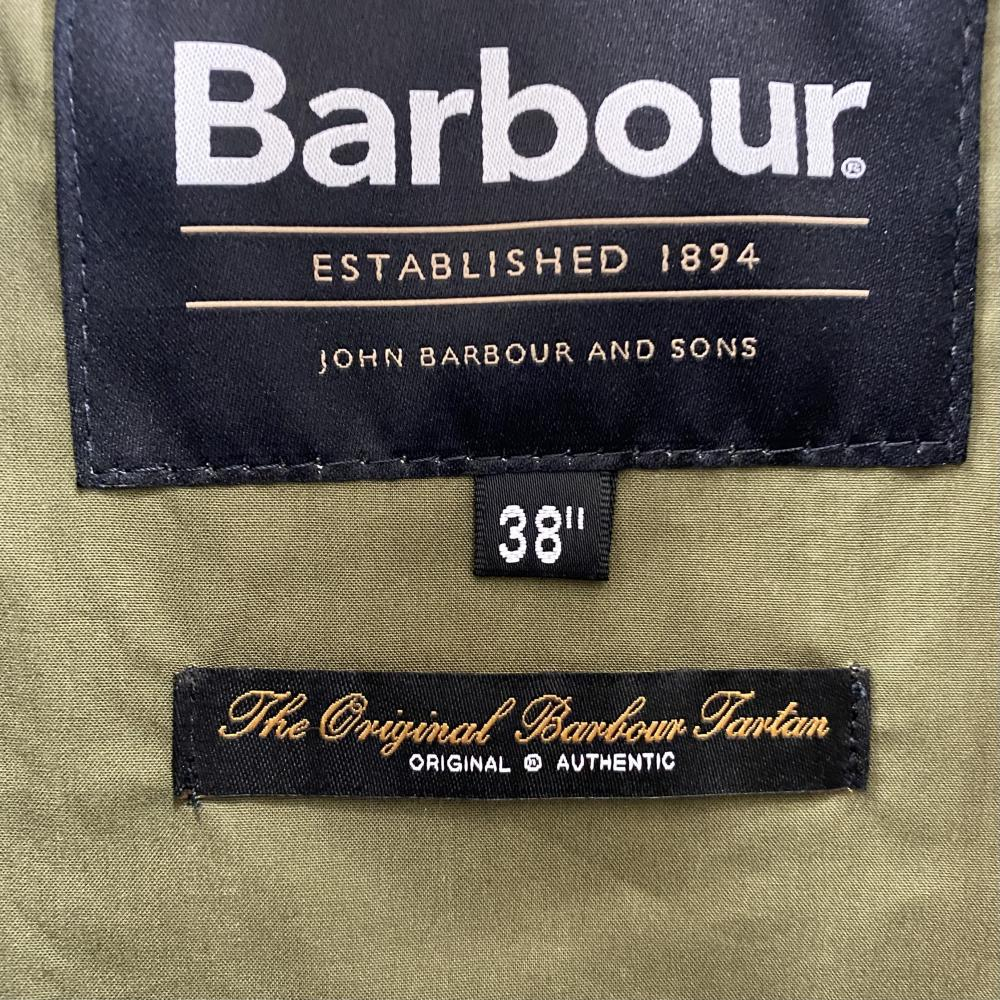 Barbour®
ESTABLISHED 1894
JOHN BARBOUR AND SONS
38"
The Original Barbour Tartan
ORIGINAL ® AUTHENTIC